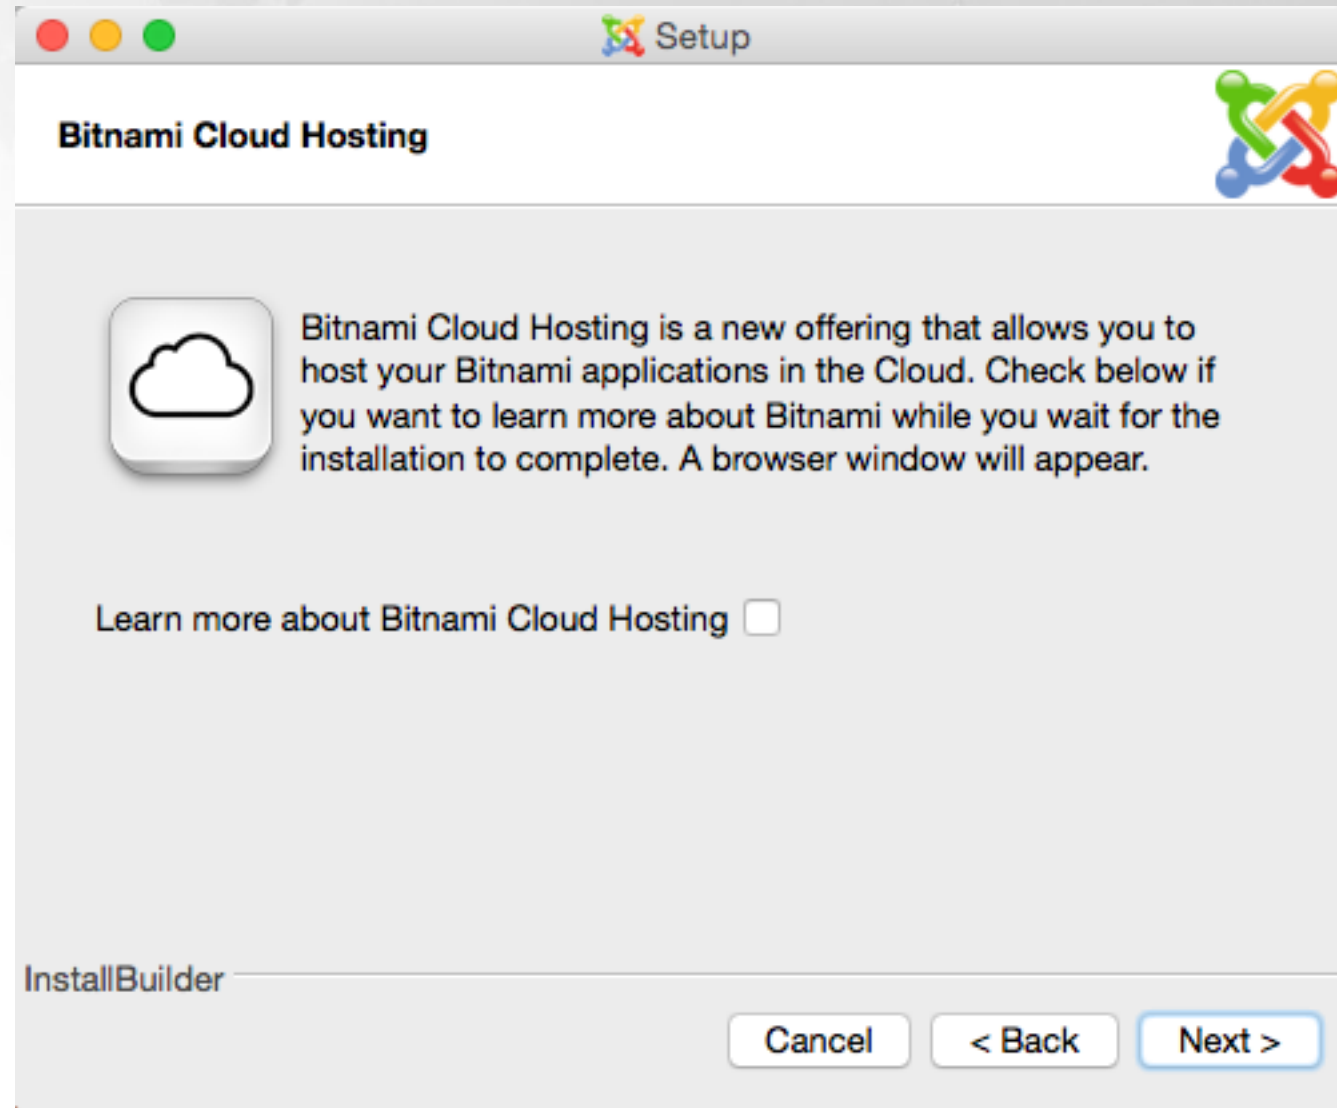 Setup
Bitnami Cloud Hosting
Bitnami Cloud Hosting is a new offering that allows you to
host your Bitnami applications in the Cloud. Check below if
you want to learn more about Bitnami while you wait for the
installation to complete. A browser window will appear.
Learn more about Bitnami Cloud Hosting
InstallBuilder
Cancel < Back Next >